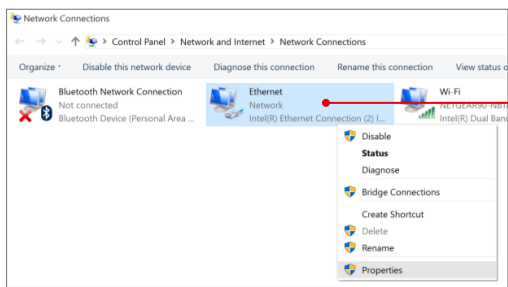 Network Connections
Control Panel > Network and Internet > Network Connections
Organize Disable this network device Diagnose this connection Rename this connection View status o
Bluetooth Network Connection
Not connected
Bluetooth Device (Personal Area ...
Ethernet
Network
Intel(R) Ethernet Connection (2) I...
Wi-Fi
Intel(R) Dual Band
Disable
Status
Diagnose
Bridge Connections
Create Shortcut
Delete
Rename
Properties